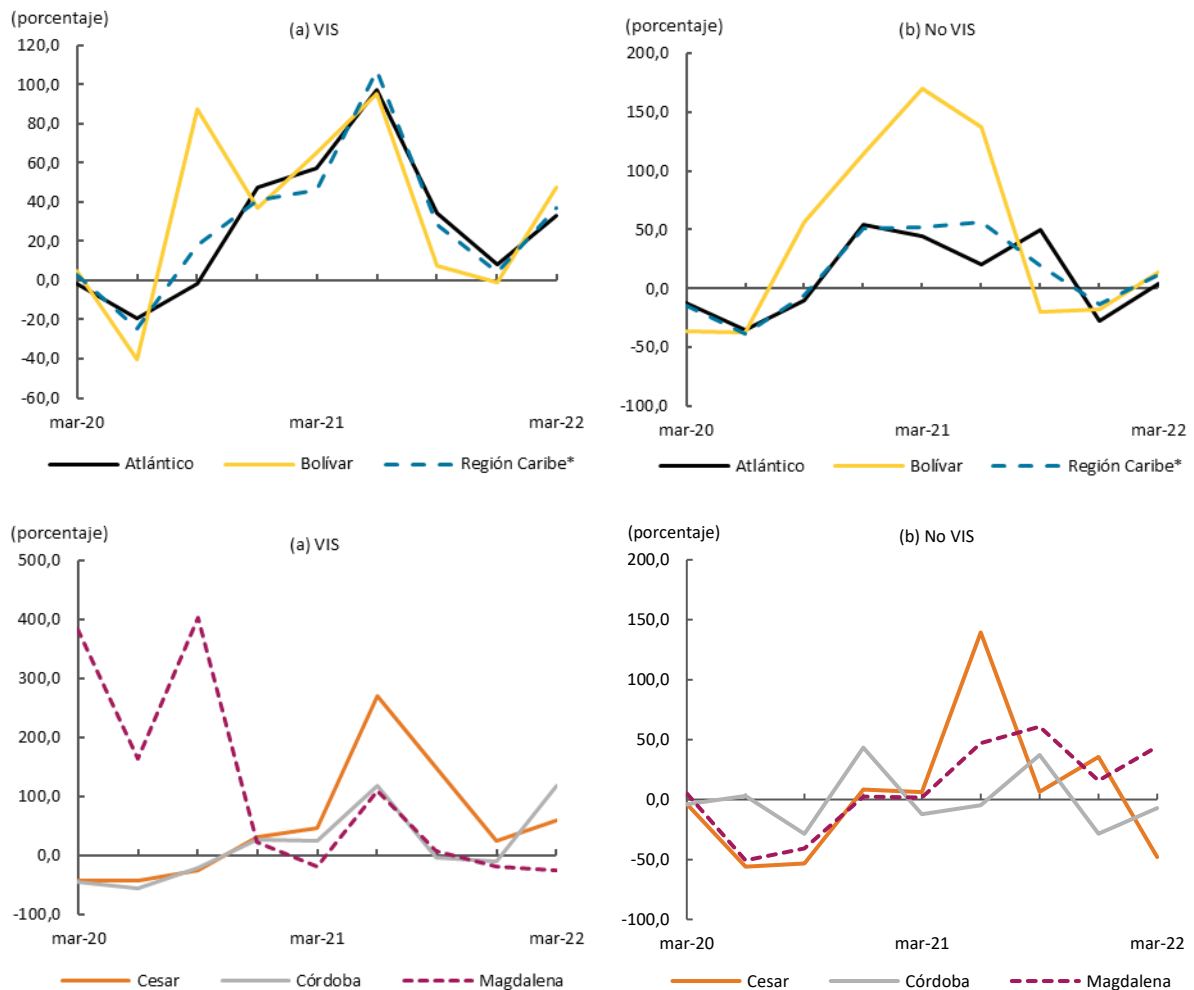 (porcentaje)
(a) VIS
120,0
100,0
80,0
60,0
40,0
20,0
0,0
-20,0
-40,0
-60,0
mar-20 mar-21 mar-22
Atlántico Bolívar Región Caribe*
(porcentaje)
(b) No VIS
200,0
150,0
100,0
50,0
0,0
-50,0
-100,0
mar-20 mar-21 mar-22
Atlántico Bolívar Región Caribe*
(porcentaje)
(a) VIS
500,0
400,0
300,0
200,0
100,0
0,0
-100,0
mar-20 mar-21 mar-22
Cesar Córdoba Magdalena
(porcentaje)
(b) No VIS
200,0
150,0
100,0
50,0
0,0
-50,0
-100,0
mar-20 mar-21 mar-22
Cesar Córdoba Magdalena